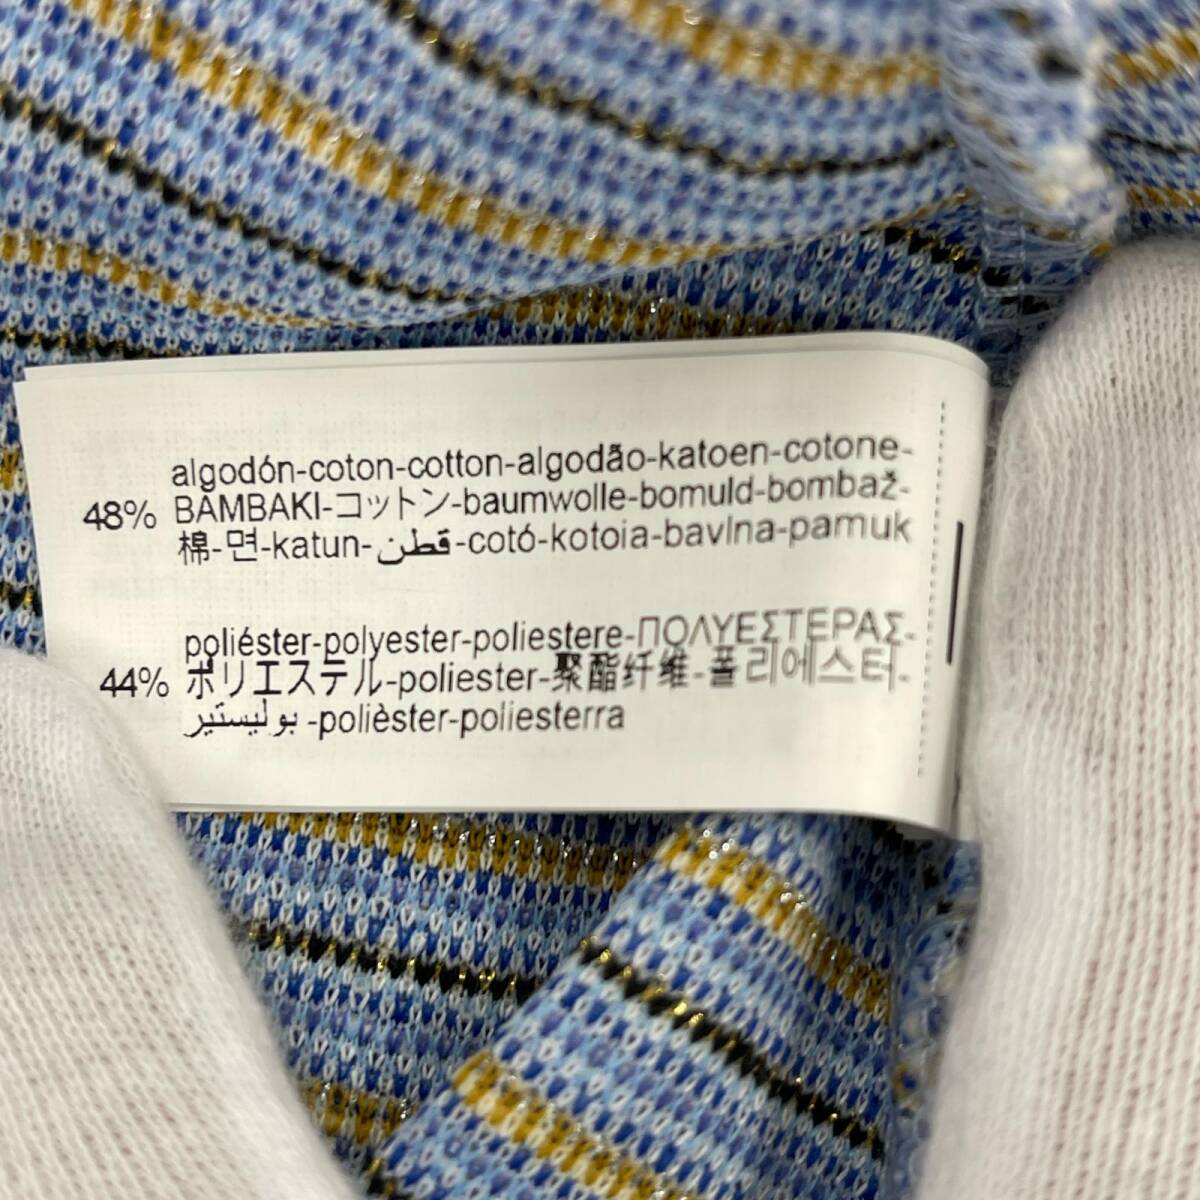 algodón-coton-cotton-algodão-katoen-cotone-
48% BAMBAKI-コットン-baumwolle-bomuld-bombaž-
棉-면-katun-قطن-cotó-kotoia-bavlna-pamuk
poliéster-polyester-poliestere-ΠΟΛΥΕΣΤΕΡΑΣ-
44% ポリエステル-poliester-聚酯纤维-폴리에스터-
بوليستير-polièster-poliesterra